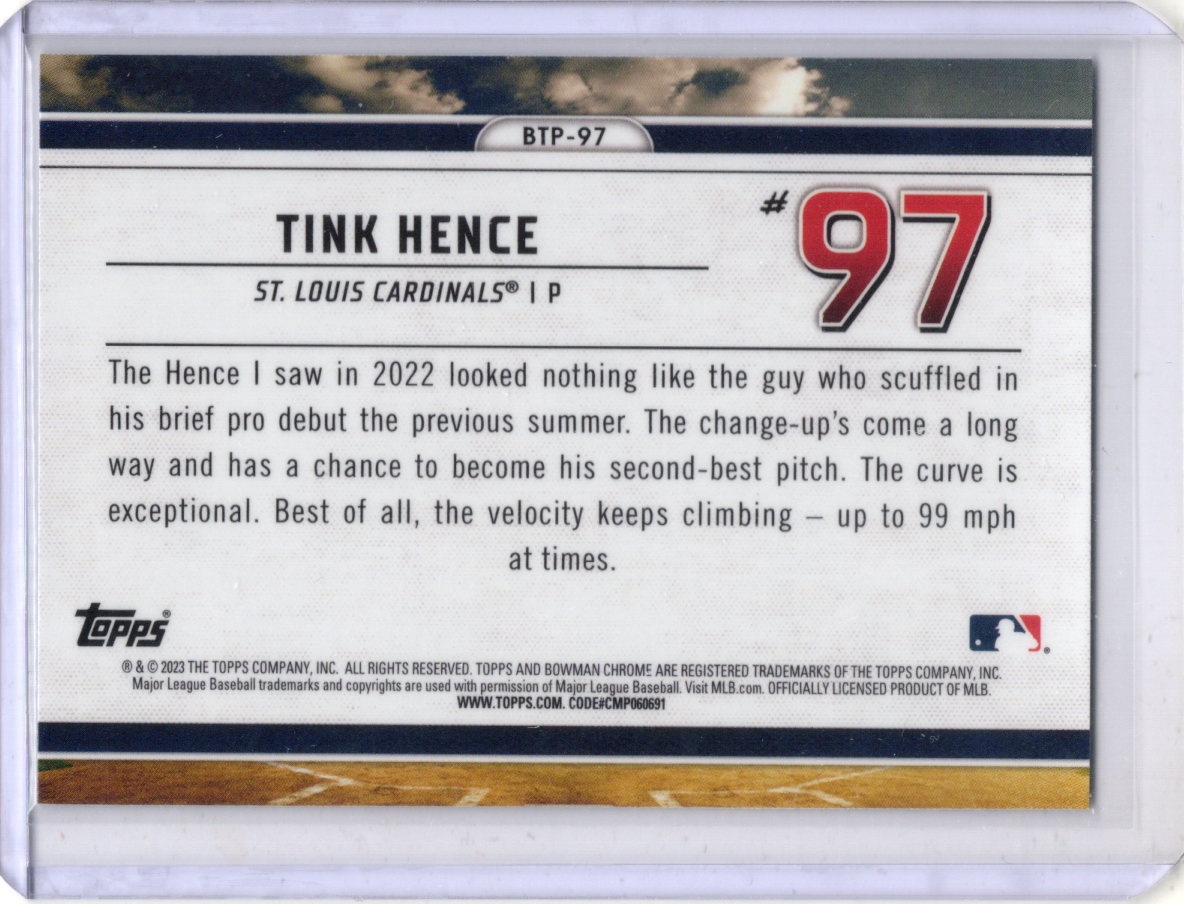 BTP-97
TINK HENCE
#97
ST. LOUIS CARDINALS® | P
The Hence I saw in 2022 looked nothing like the guy who scuffled in
his brief pro debut the previous summer. The change-up's come a long
way and has a chance to become his second-best pitch. The curve is
exceptional. Best of all, the velocity keeps climbing – up to 99 mph
at times.
Topps®
®
® & © 2023 THE TOPPS COMPANY, INC. ALL RIGHTS RESERVED. TOPPS AND BOWMAN CHROME ARE REGISTERED TRADEMARKS OF THE TOPPS COMPANY, INC.
Major League Baseball trademarks and copyrights are used with permission of Major League Baseball. Visit MLB.com. OFFICIALLY LICENSED PRODUCT OF MLB.
WWW.TOPPS.COM. CODE#CMP060691